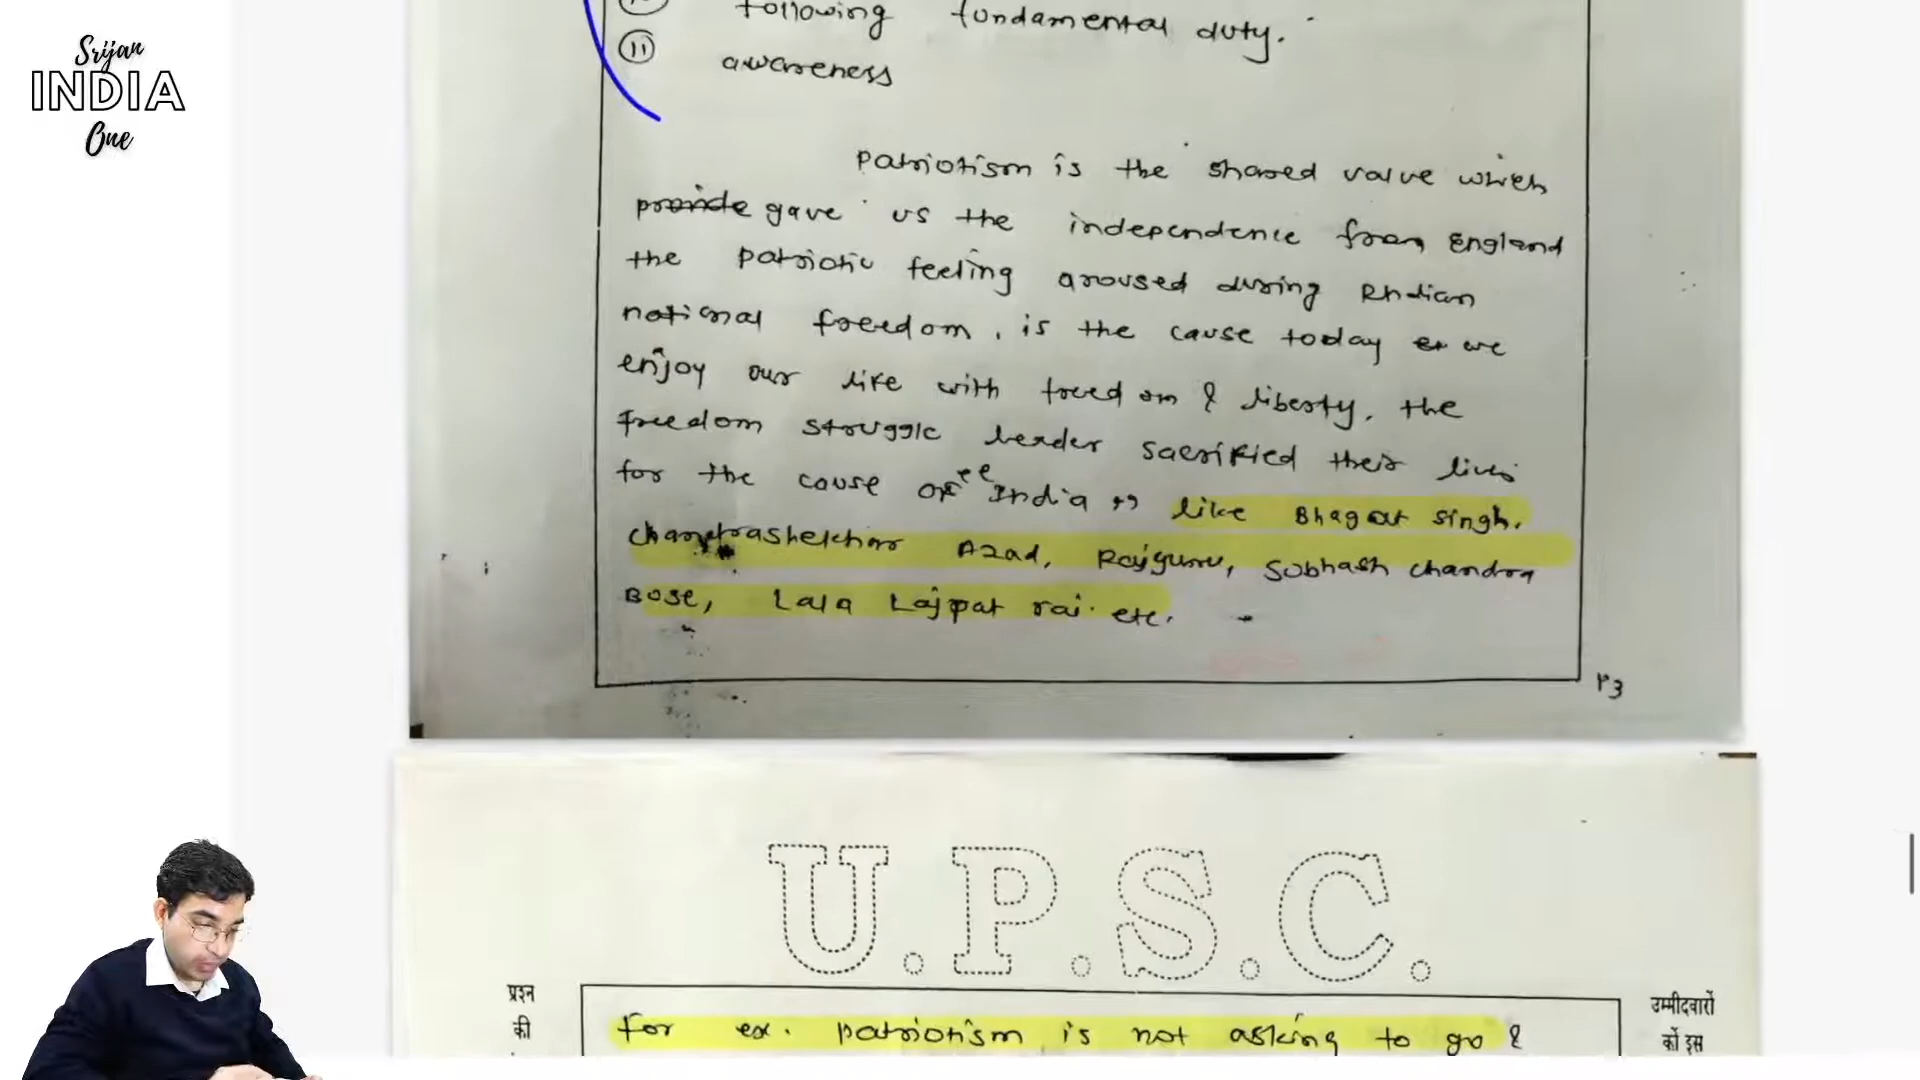 Srijan
INDIA
One
following fundamental duty.
11 awareness
patriotism is the shared value which
provide gave us the independence from England
the patriotic feeling aroused during Indian
national freedom, is the cause today we
enjoy our life with freedom & liberty. the
freedom struggle leader sacrified their lives
for the cause of India like Bhagat singh.
chandrashekhar Azad, Rajguru, Subhash chandra
Bose, Lala Lajpat rai. etc.
P3
U.P.S.C.
प्रश्न
की
उम्मीदवारों
को इस
for ex. patriotism is not asking to go &